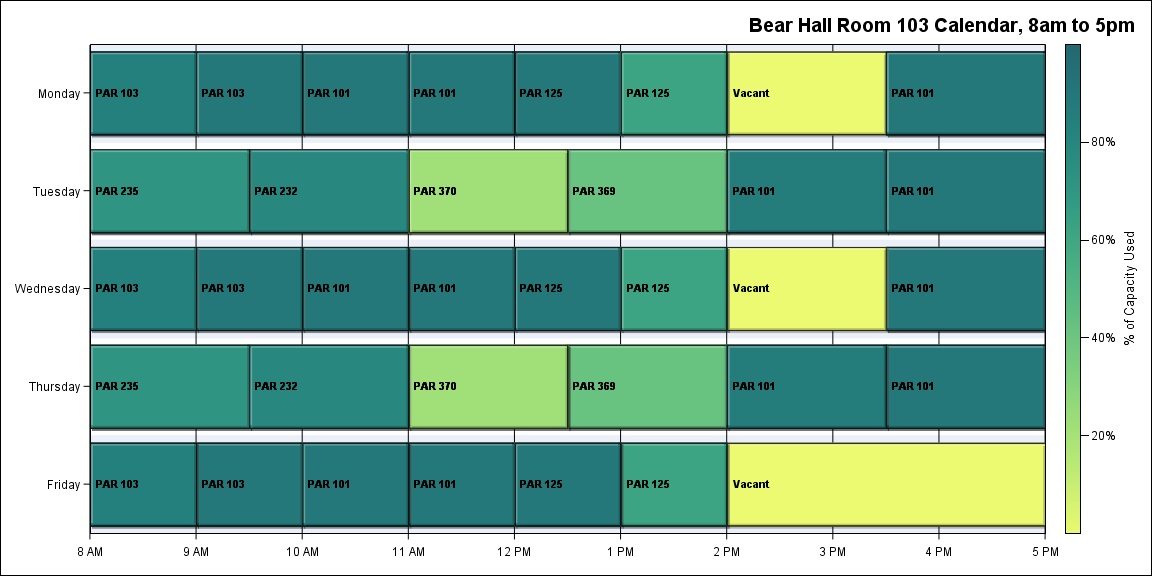 Bear Hall Room 103 Calendar, 8am to 5pm
Monday
PAR 103 PAR 103 PAR 101 PAR 101 PAR 125 PAR 125 Vacant PAR 101
Tuesday
PAR 235 PAR 232 PAR 370 PAR 369 PAR 101 PAR 101
Wednesday
PAR 103 PAR 103 PAR 101 PAR 101 PAR 125 PAR 125 Vacant PAR 101
Thursday
PAR 235 PAR 232 PAR 370 PAR 369 PAR 101 PAR 101
Friday
PAR 103 PAR 103 PAR 101 PAR 101 PAR 125 PAR 125 Vacant
8 AM 9 AM 10 AM 11 AM 12 PM 1 PM 2 PM 3 PM 4 PM 5 PM
80%
60%
40%
20%
% of Capacity Used